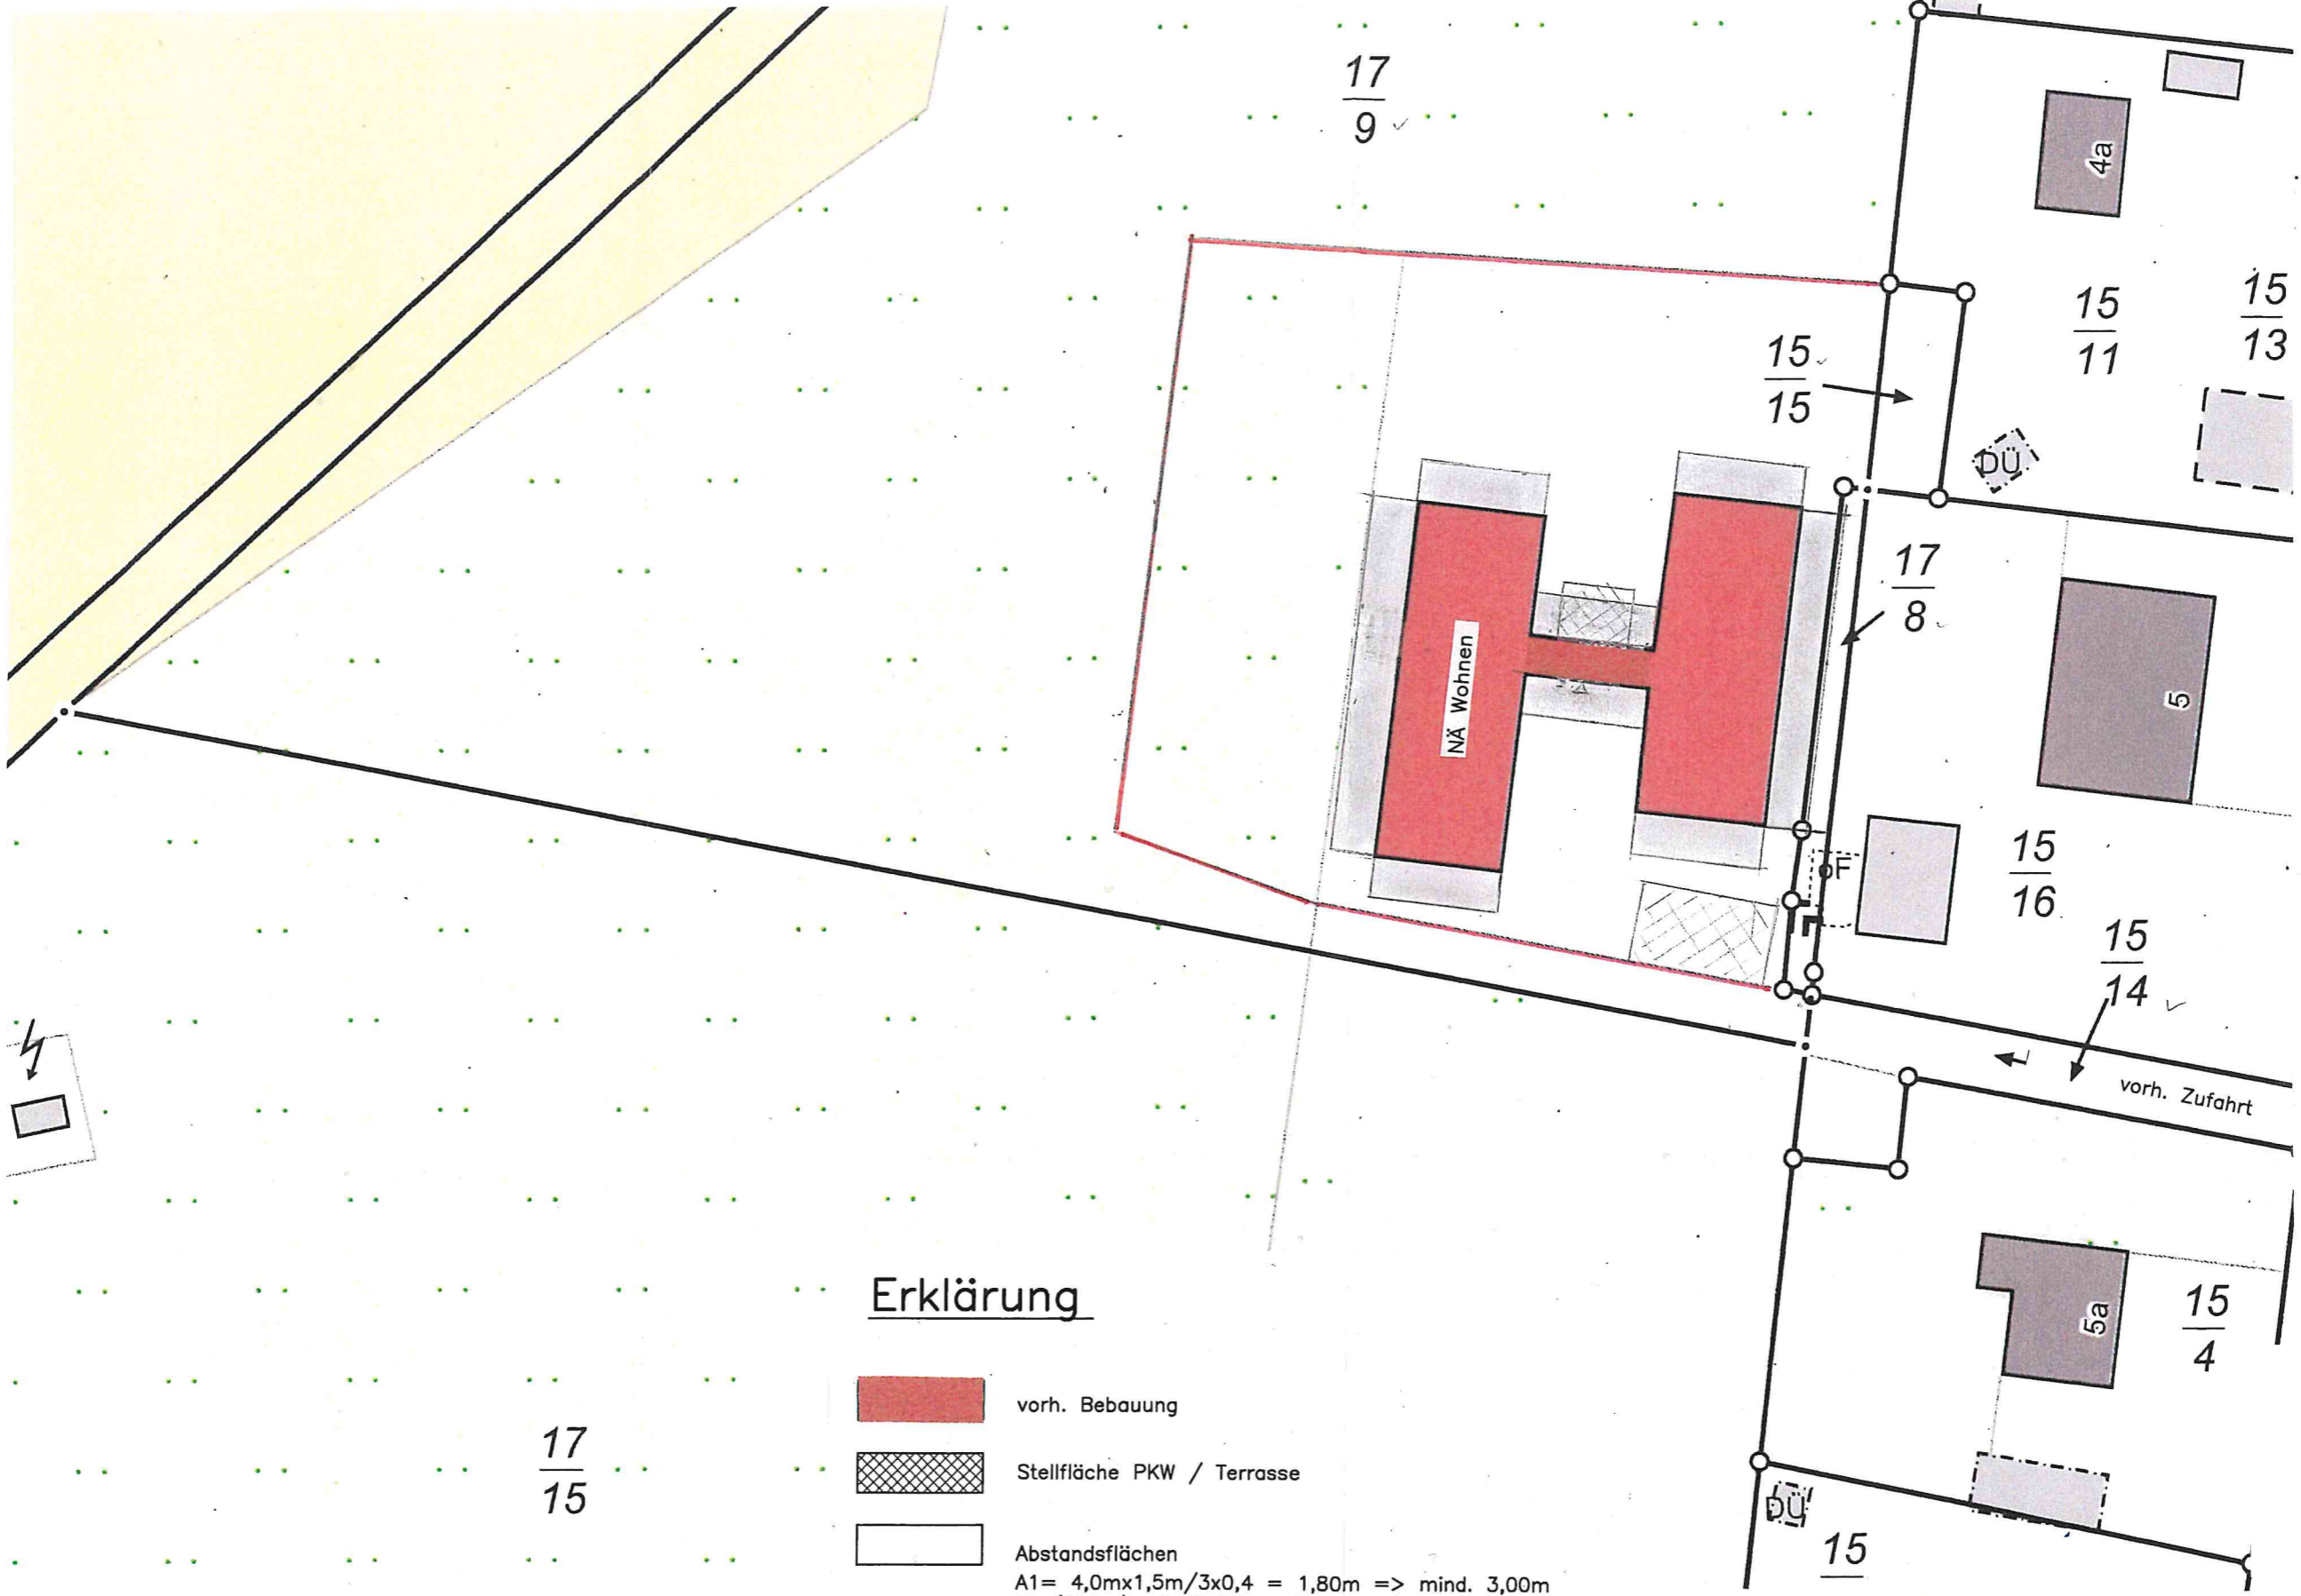 17
9
4a
15
11
15
13
15
15
DÜ
17
8
NÄ Wohnen
5
F
15
16
15
14
vorh. Zufahrt
5a
15
4
DÜ
15
17
15
Erklärung
vorh. Bebauung
Stellfläche PKW / Terrasse
Abstandsflächen
A1= 4,0mx1,5m/3x0,4 = 1,80m => mind. 3,00m